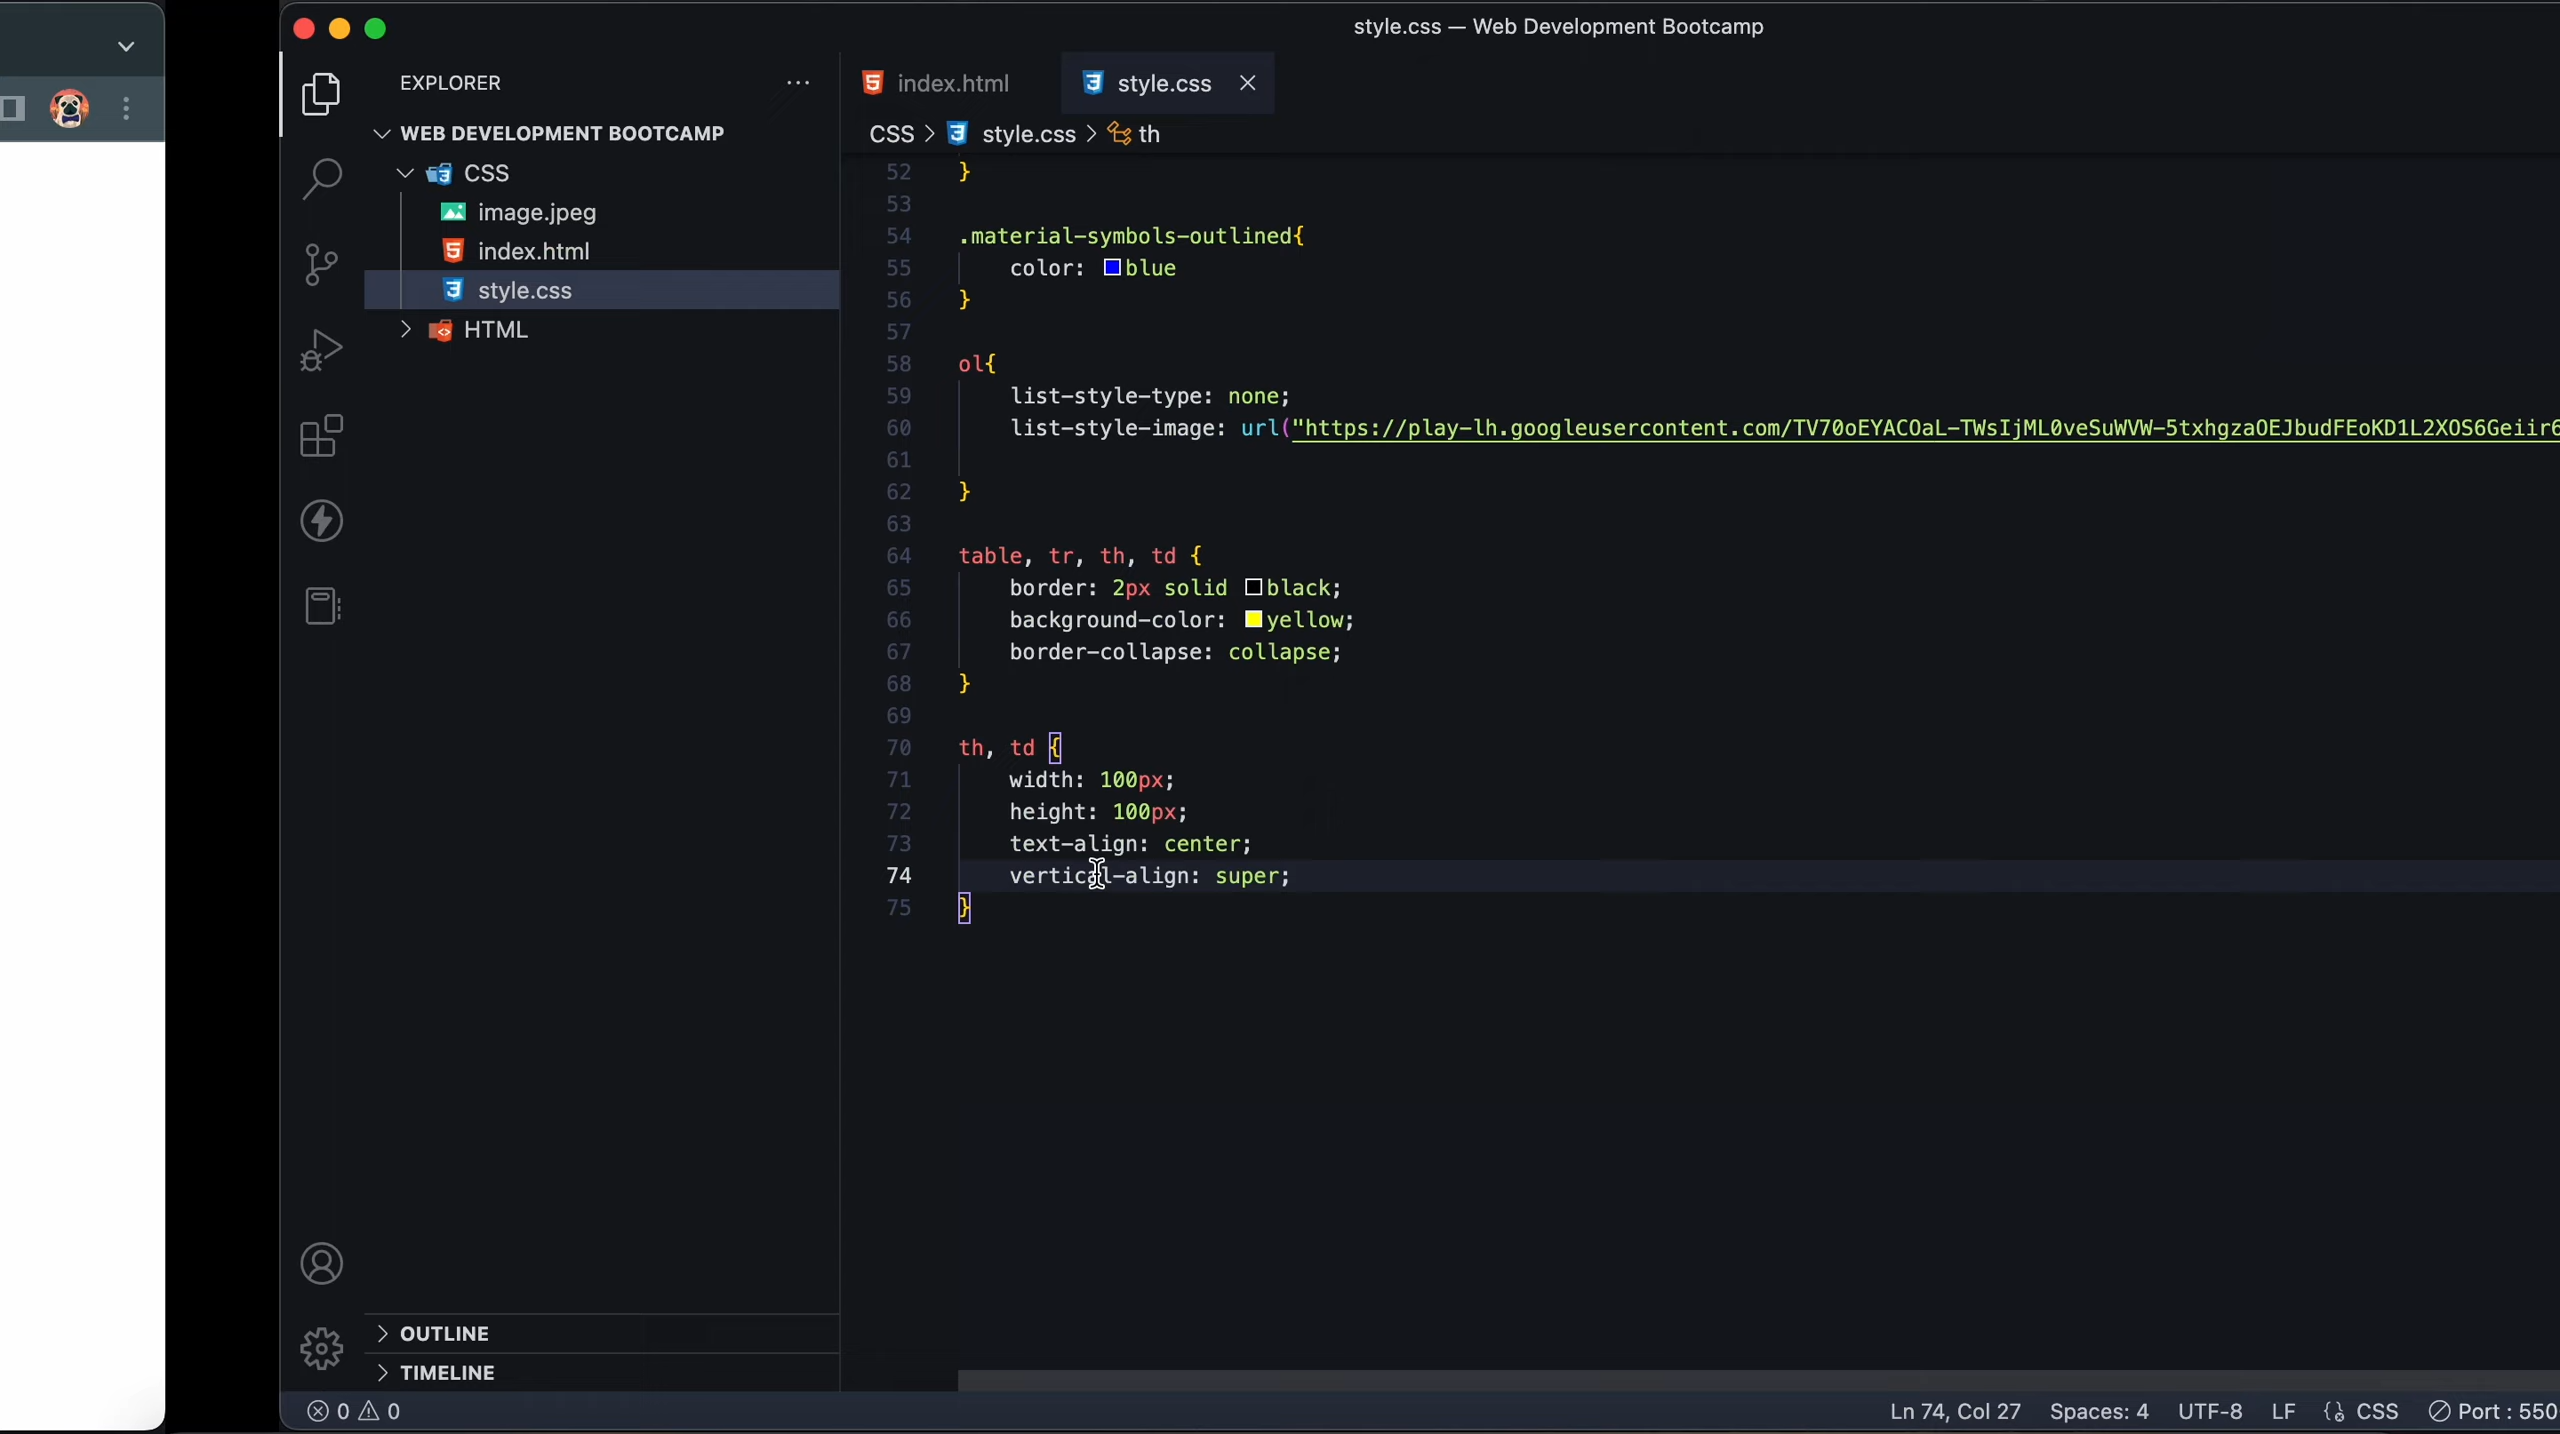 style.css — Web Development Bootcamp
EXPLORER
WEB DEVELOPMENT BOOTCAMP
CSS
image.jpeg
index.html
style.css
HTML
OUTLINE
TIMELINE
index.html
style.css
CSS > style.css > th
52 }
53
54 .material-symbols-outlined{
55 color: blue
56 }
57
58 ol{
59 list-style-type: none;
60 list-style-image: url("https://play-lh.googleusercontent.com/TV70oEYACOaL-TWsIjML0veSuWVW-5txhgzaOEJbudFEoKD1L2XOS6Geiir6
61
62 }
63
64 table, tr, th, td {
65 border: 2px solid black;
66 background-color: yellow;
67 border-collapse: collapse;
68 }
69
70 th, td {
71 width: 100px;
72 height: 100px;
73 text-align: center;
74 vertical-align: super;
75 }
0 0
Ln 74, Col 27 Spaces: 4 UTF-8 LF CSS Port : 550